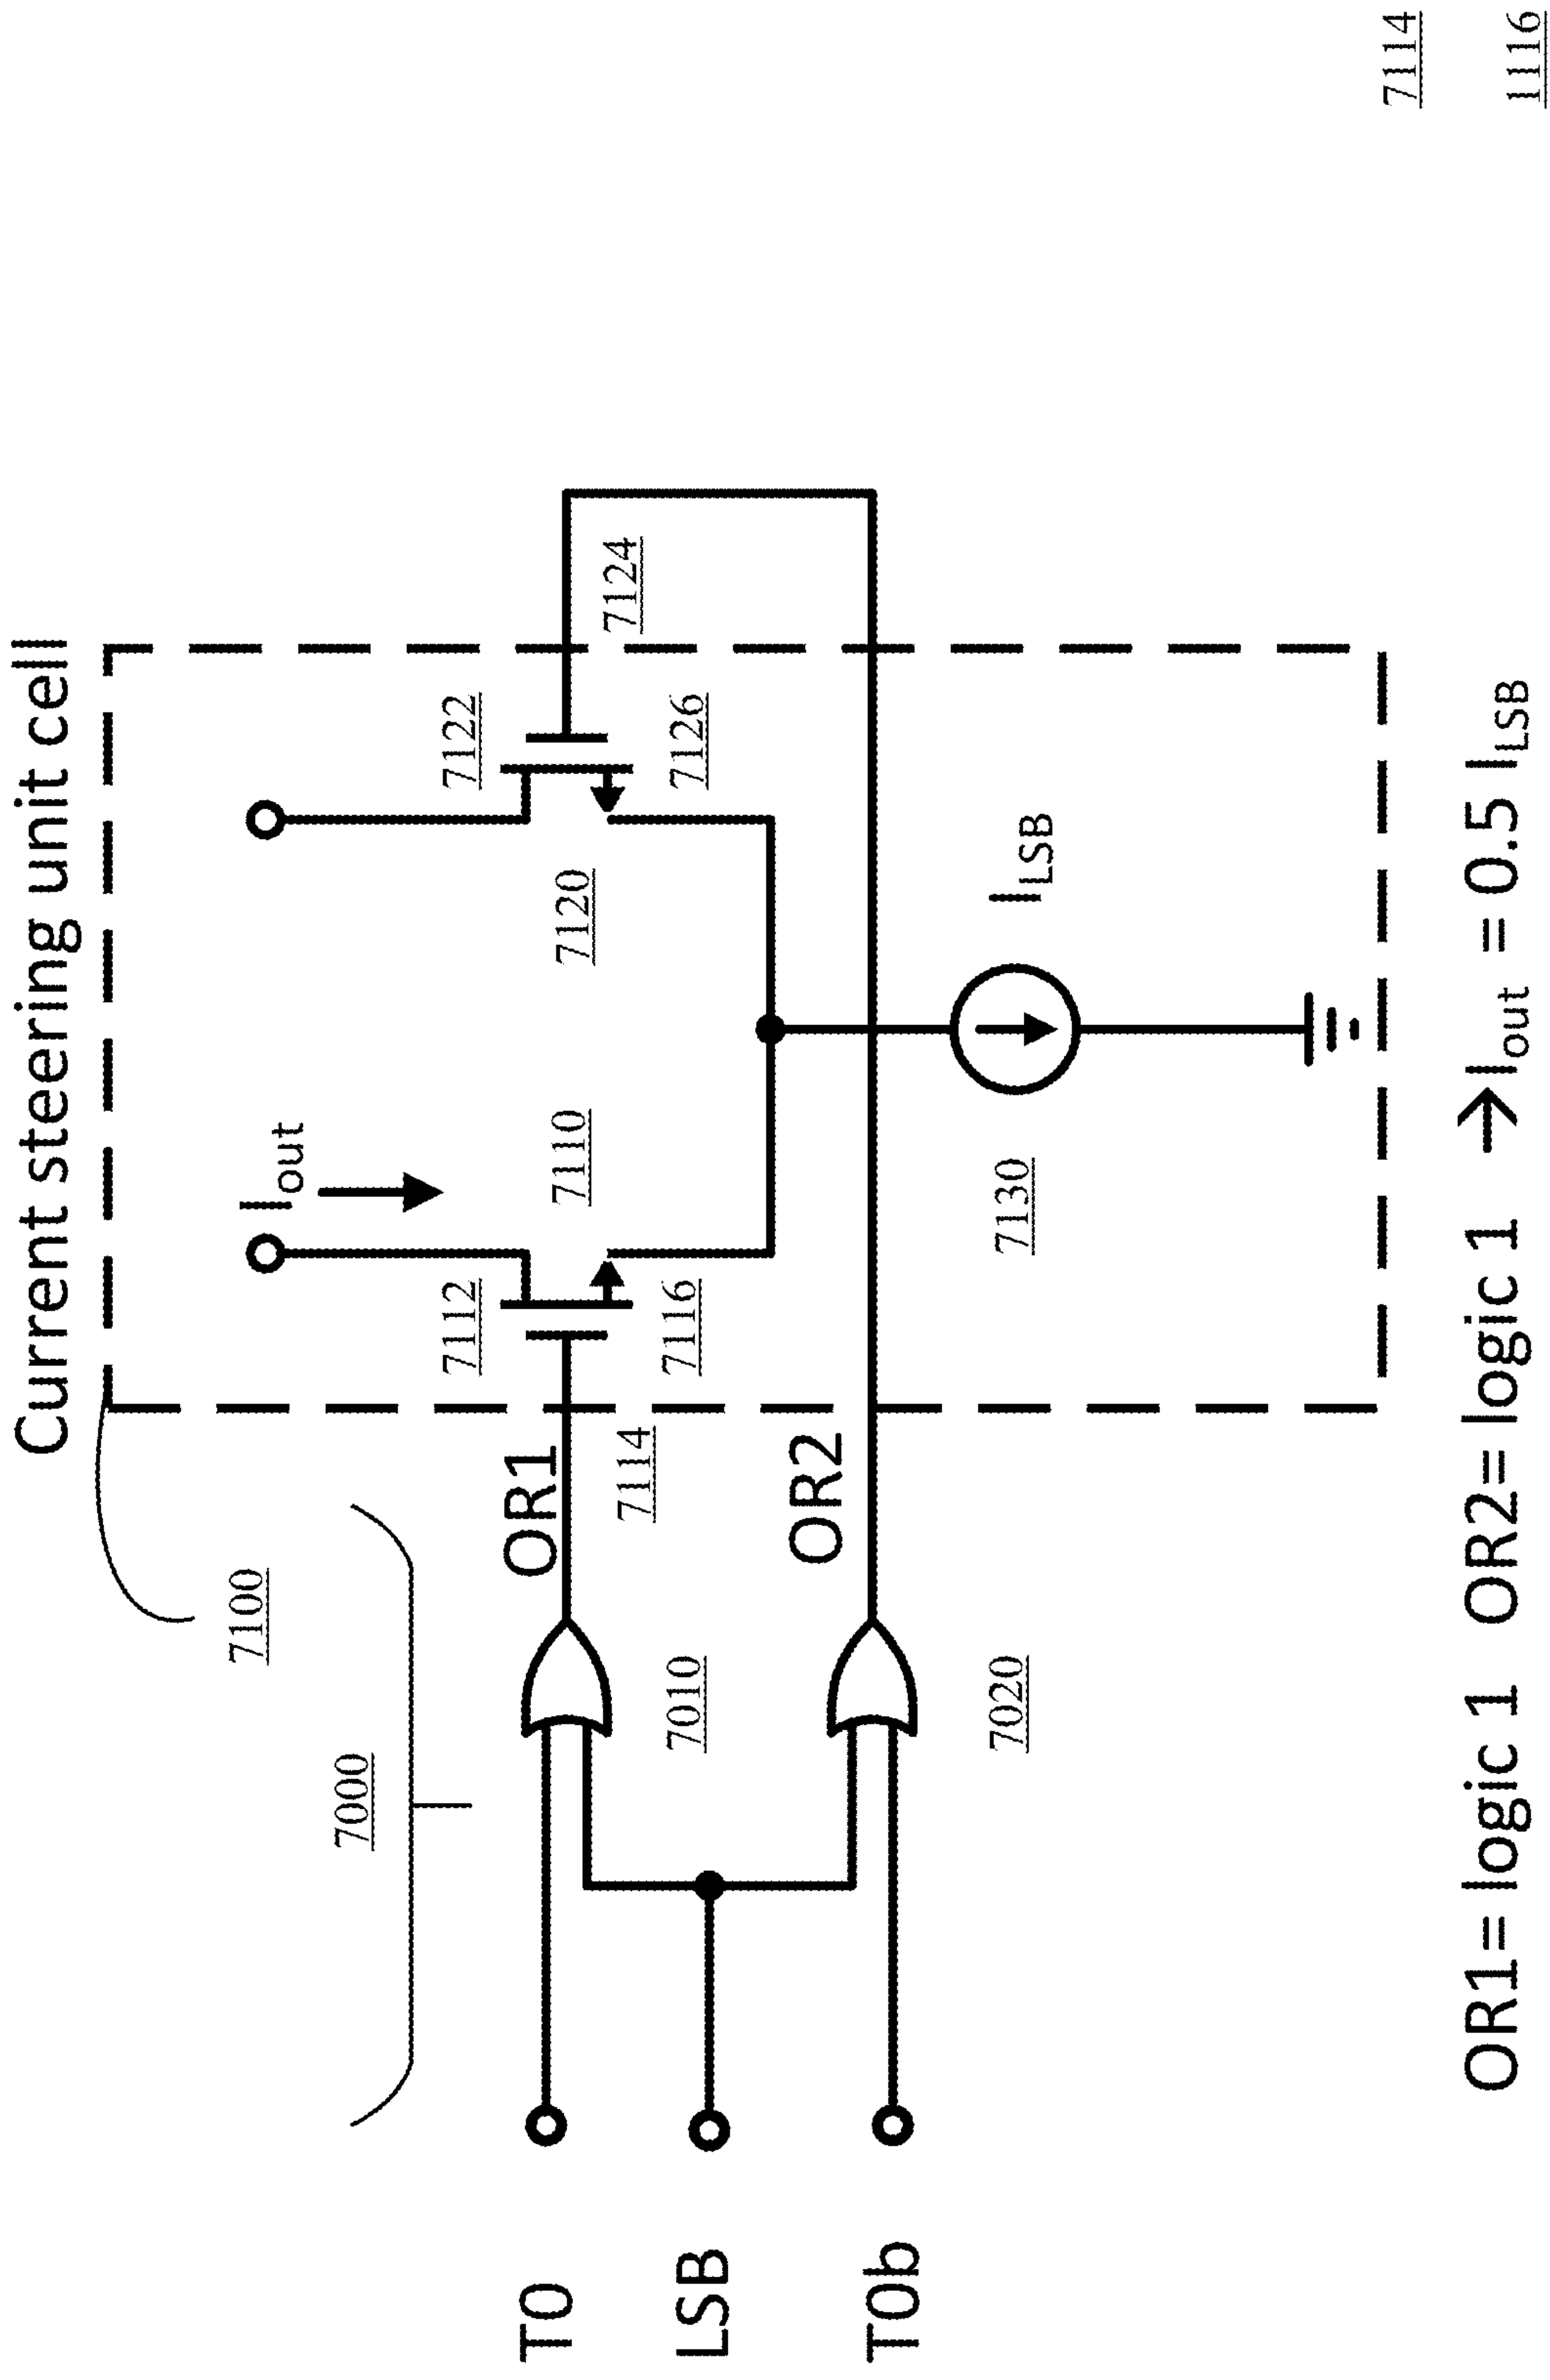 Current steering unit cell
7100
7000
Iout
7112
7122
OR1
7110
7120
7114
7124
7116
7126
T0
7010
LSB
OR2
T0b
7020
7130
ILSB
OR1= logic 1 OR2= logic 1 →Iout = 0.5 ILSB
7114
1116